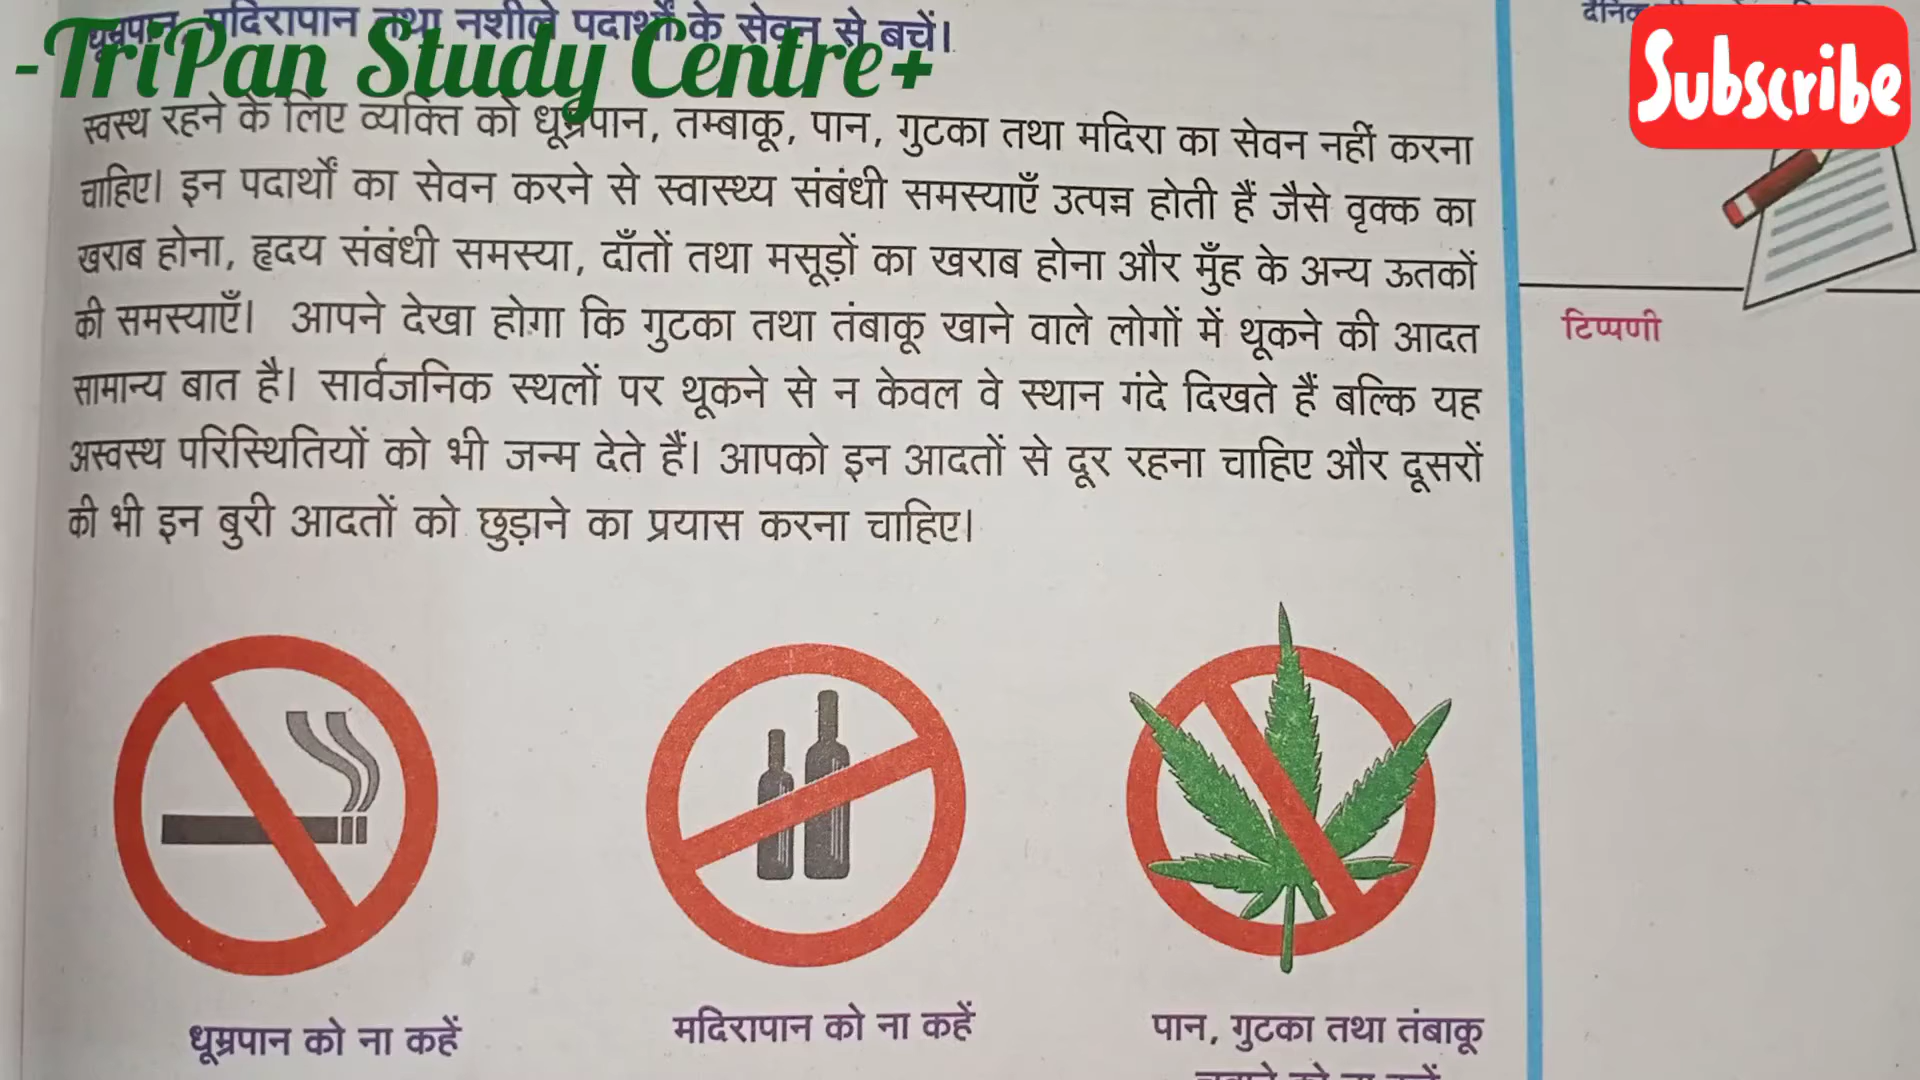 धूम्रपान, मदिरापान तथा नशीले पदार्थों के सेवन से बचें।
-TriPan Study Centre+
Subscribe
स्वस्थ रहने के लिए व्यक्ति को धूम्रपान, तम्बाकू, पान, गुटका तथा मदिरा का सेवन नहीं करना
चाहिए। इन पदार्थों का सेवन करने से स्वास्थ्य संबंधी समस्याएँ उत्पन्न होती हैं जैसे वृक्क का
खराब होना, हृदय संबंधी समस्या, दाँतों तथा मसूड़ों का खराब होना और मुँह के अन्य ऊतकों
की समस्याएँ। आपने देखा होगा कि गुटका तथा तंबाकू खाने वाले लोगों में थूकने की आदत
सामान्य बात है। सार्वजनिक स्थलों पर थूकने से न केवल वे स्थान गंदे दिखते हैं बल्कि यह
अस्वस्थ परिस्थितियों को भी जन्म देते हैं। आपको इन आदतों से दूर रहना चाहिए और दूसरों
की भी इन बुरी आदतों को छुड़ाने का प्रयास करना चाहिए।
टिप्पणी
धूम्रपान को ना कहें
मदिरापान को ना कहें
पान, गुटका तथा तंबाकू